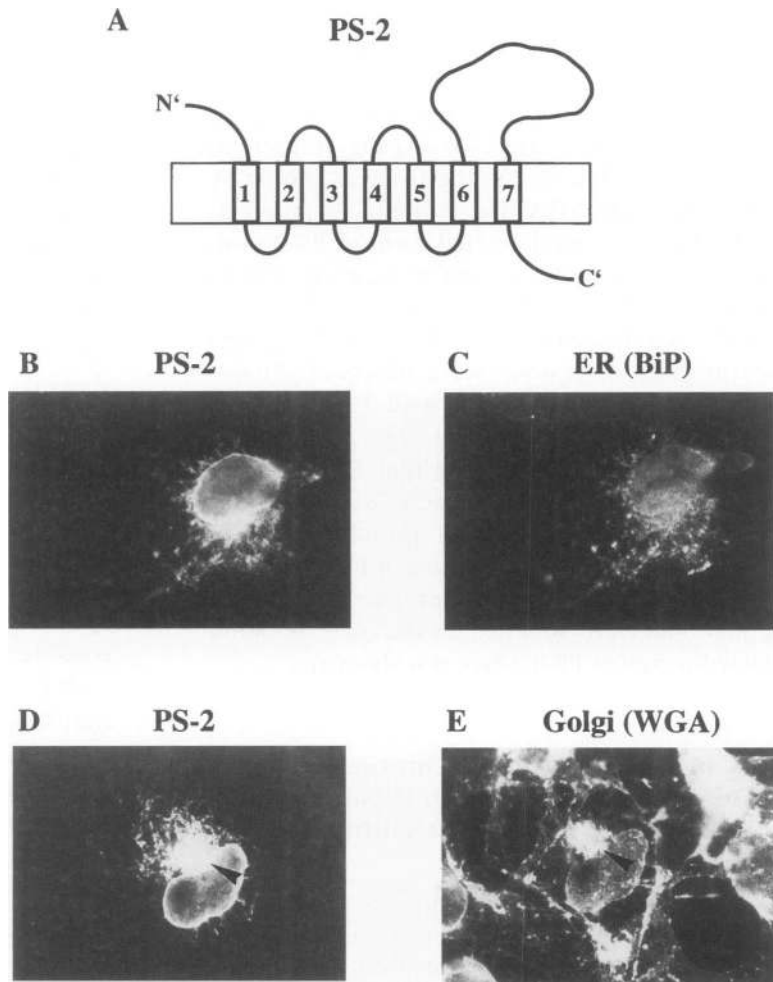 A
PS-2
N‘
1 2 3 4 5 6 7
C‘
B PS-2
C ER (BiP)
D PS-2
E Golgi (WGA)